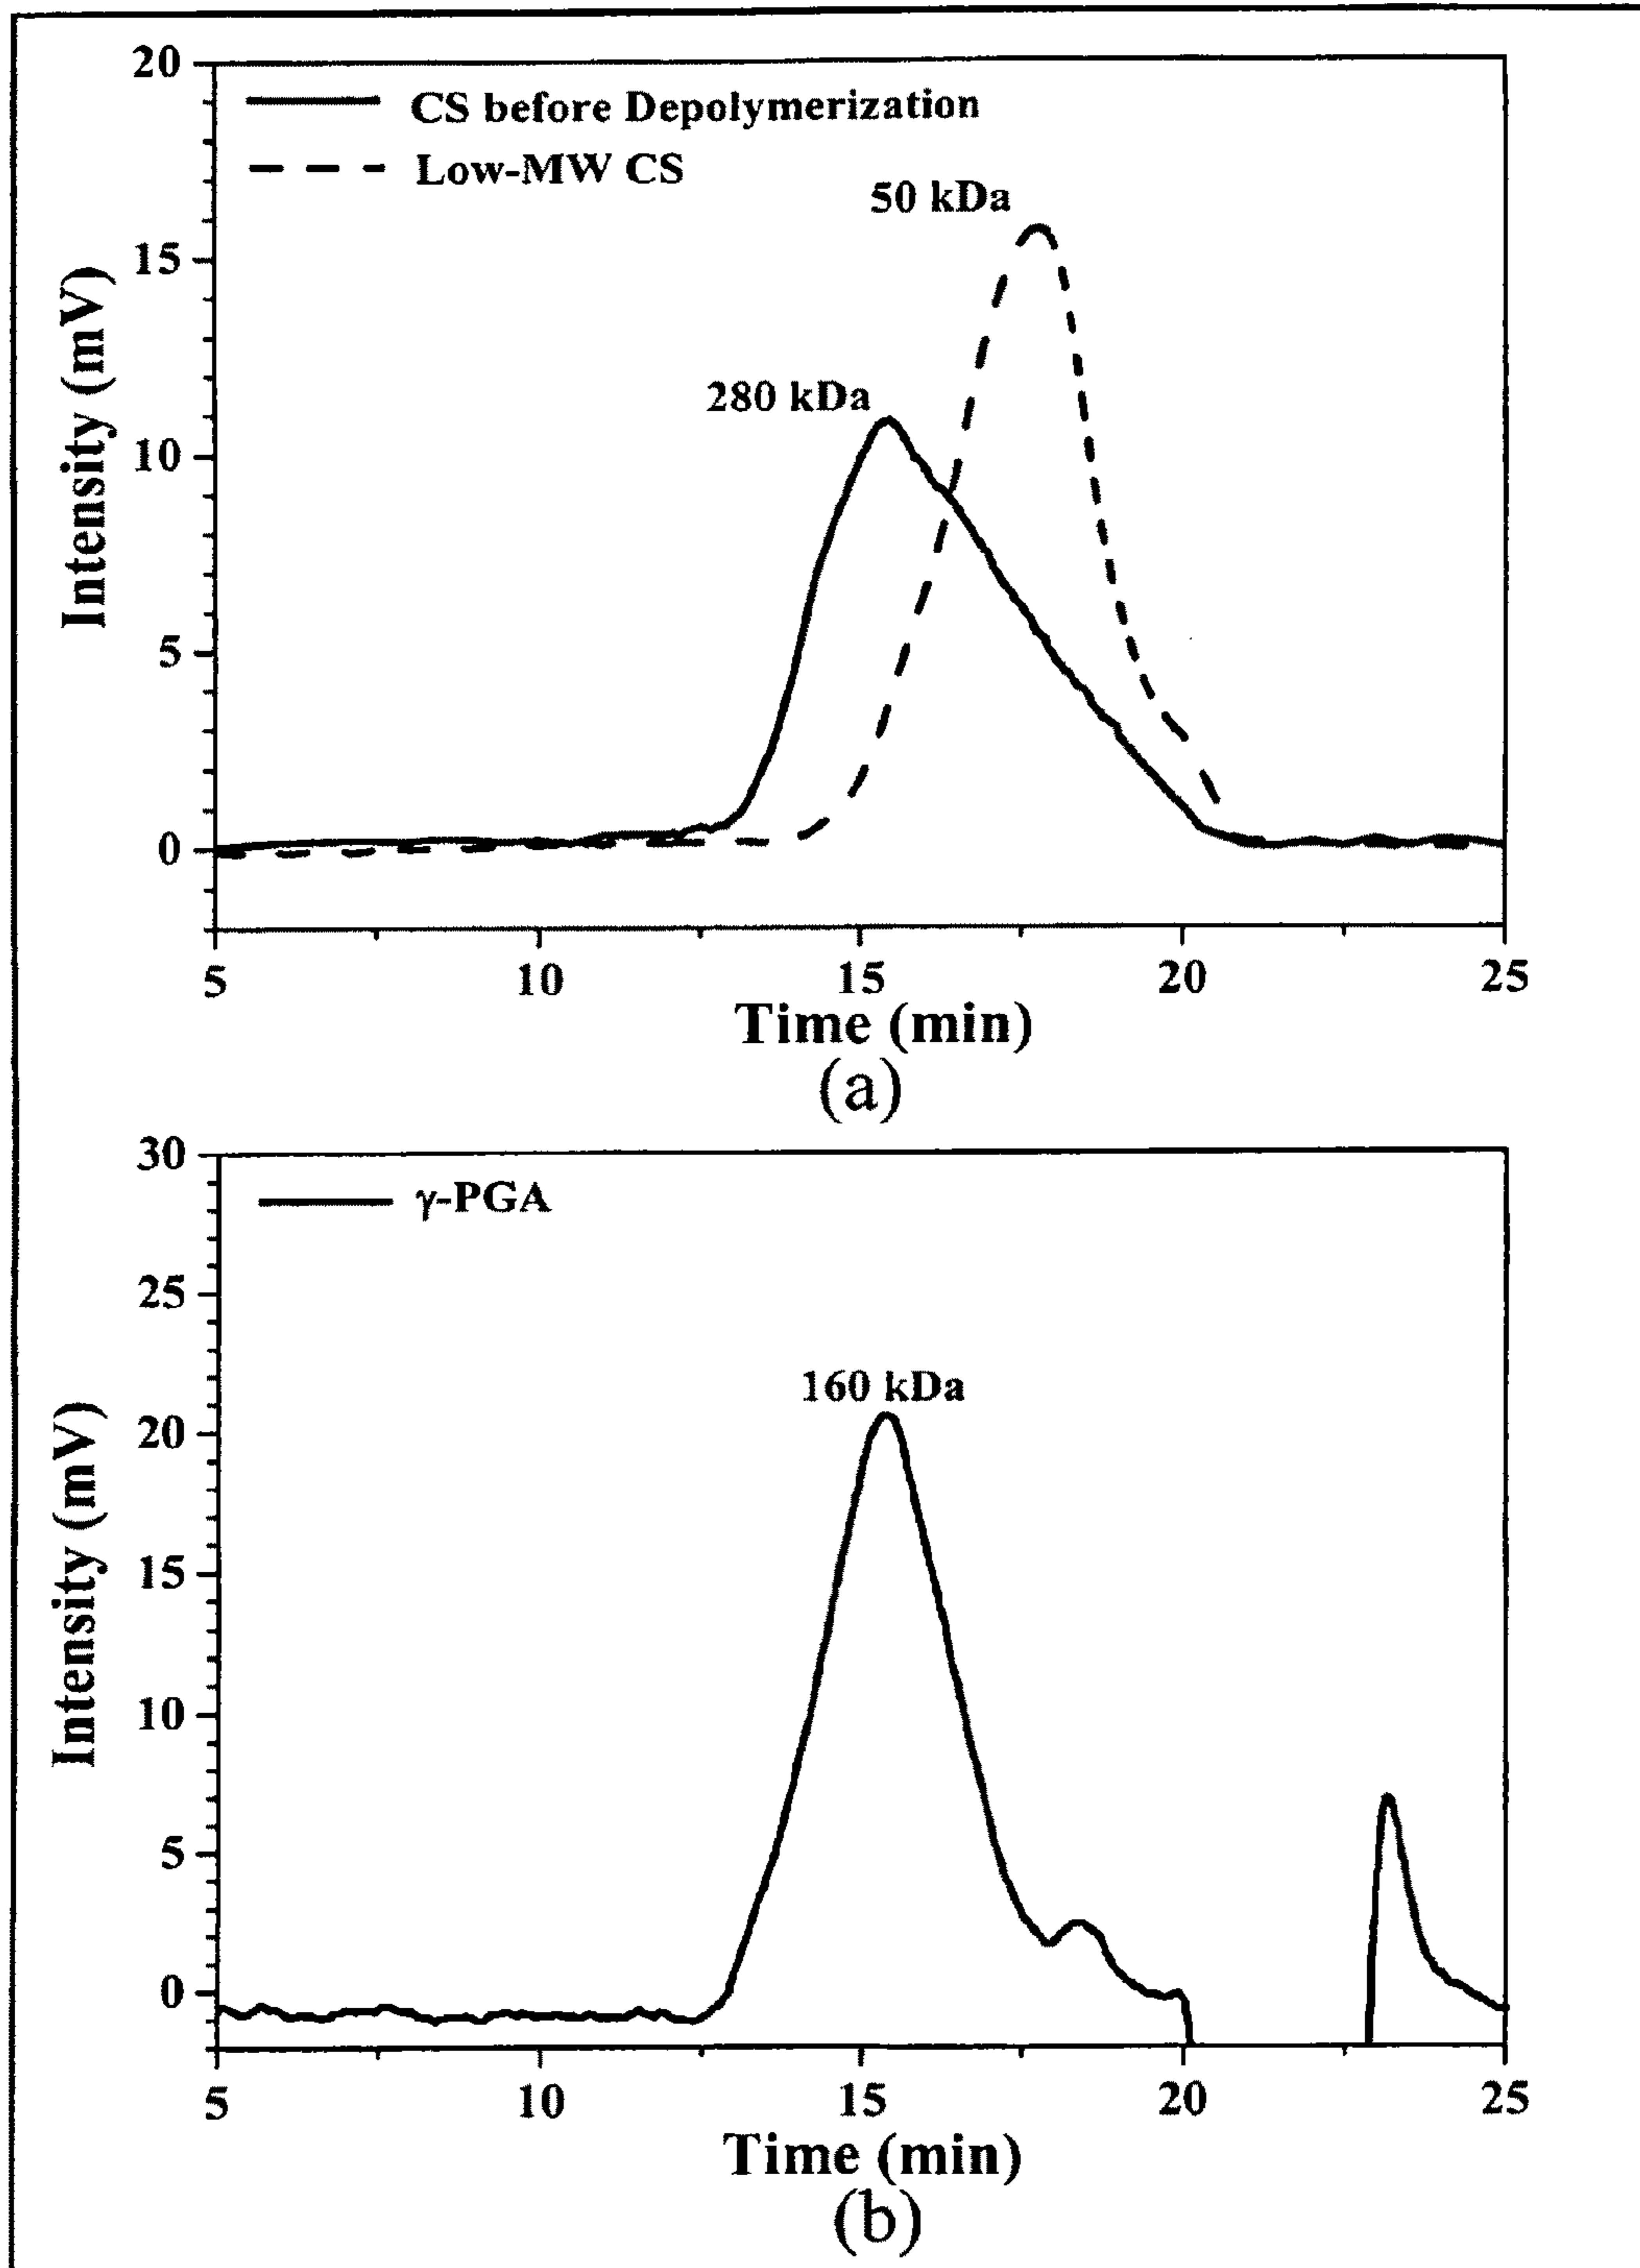 20
CS before Depolymerization
Low-MW CS
50 kDa
15
280 kDa
10
5
0
Intensity (mV)
5 10 15 20 25
Time (min)
(a)
30
γ-PGA
25
160 kDa
20
15
10
5
0
Intensity (mV)
5 10 15 20 25
Time (min)
(b)